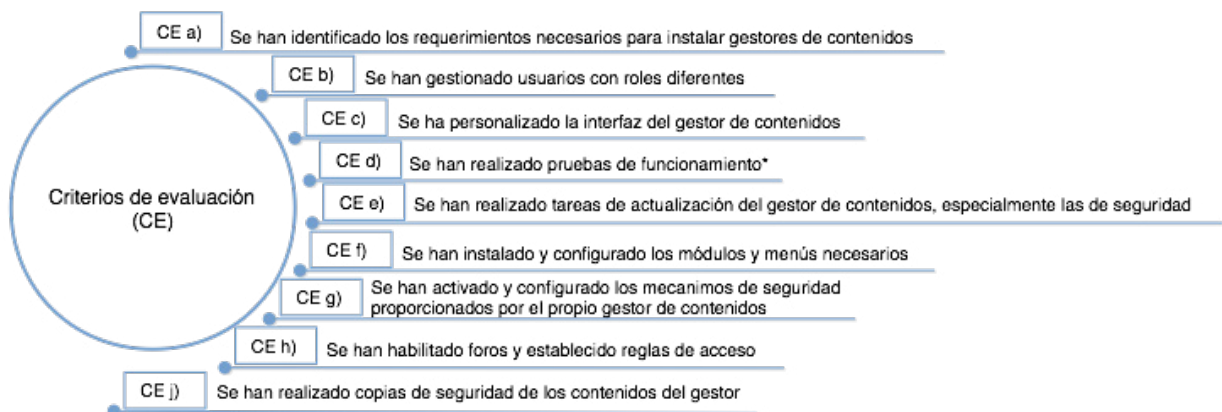 CE a) Se han identificado los requerimientos necesarios para instalar gestores de contenidos
CE b) Se han gestionado usuarios con roles diferentes
CE c) Se ha personalizado la interfaz del gestor de contenidos
CE d) Se han realizado pruebas de funcionamiento*
Criterios de evaluación
(CE)
CE e) Se han realizado tareas de actualización del gestor de contenidos, especialmente las de seguridad
CE f) Se han instalado y configurado los módulos y menús necesarios
CE g) Se han activado y configurado los mecanimos de seguridad
proporcionados por el propio gestor de contenidos
CE h) Se han habilitado foros y establecido reglas de acceso
CE j) Se han realizado copias de seguridad de los contenidos del gestor